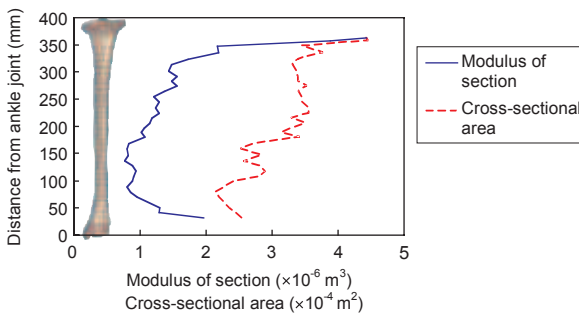 Distance from ankle joint (mm)
400
350
300
250
200
150
100
50
0
0 1 2 3 4 5
Modulus of section (×10⁻⁶ m³)
Cross-sectional area (×10⁻⁴ m²)
Modulus of
section
Cross-sectional
area